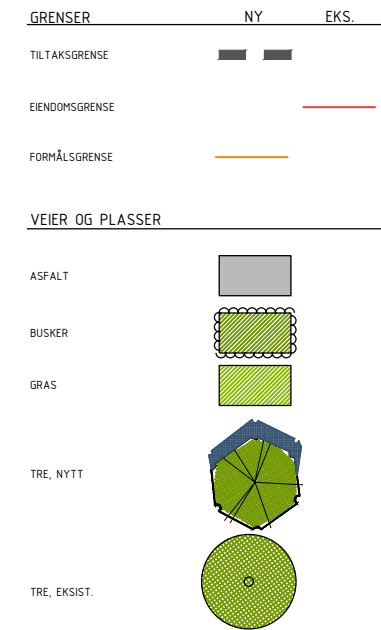 GRENSER NY EKS.
TILTAKSGRENSE
EIENDOMSGRENSE
FORMÅLSGRENSE
VEIER OG PLASSER
ASFALT
BUSKER
GRAS
TRE, NYTT
TRE, EKSIST.